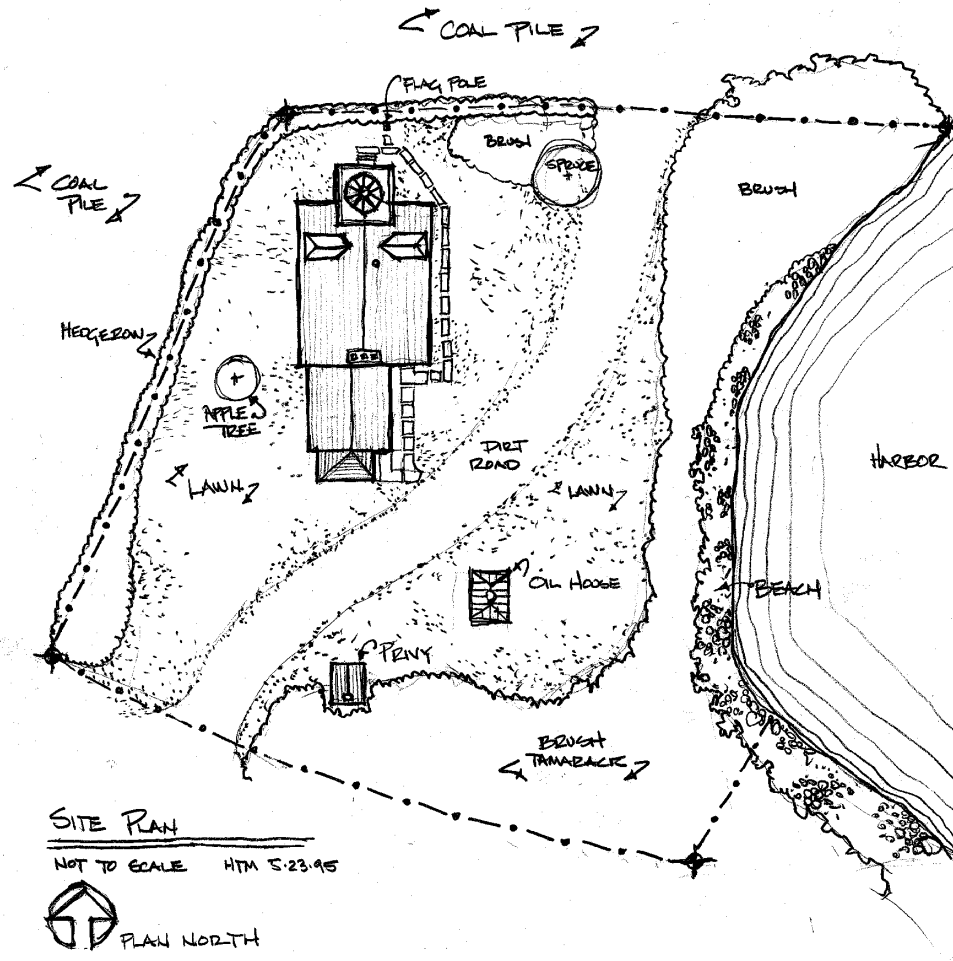 COAL PILE
FLAG POLE
BRUSH
SPRUCE
COAL
PILE
BRUSH
HEDGEROW
APPLE
TREE
DIRT
ROAD
HARBOR
LAWN
LAWN
OIL HOUSE
BEACH
PRIVY
BRUSH
TAMARACK
SITE PLAN
NOT TO SCALE HTM 5·23·95
PLAN NORTH